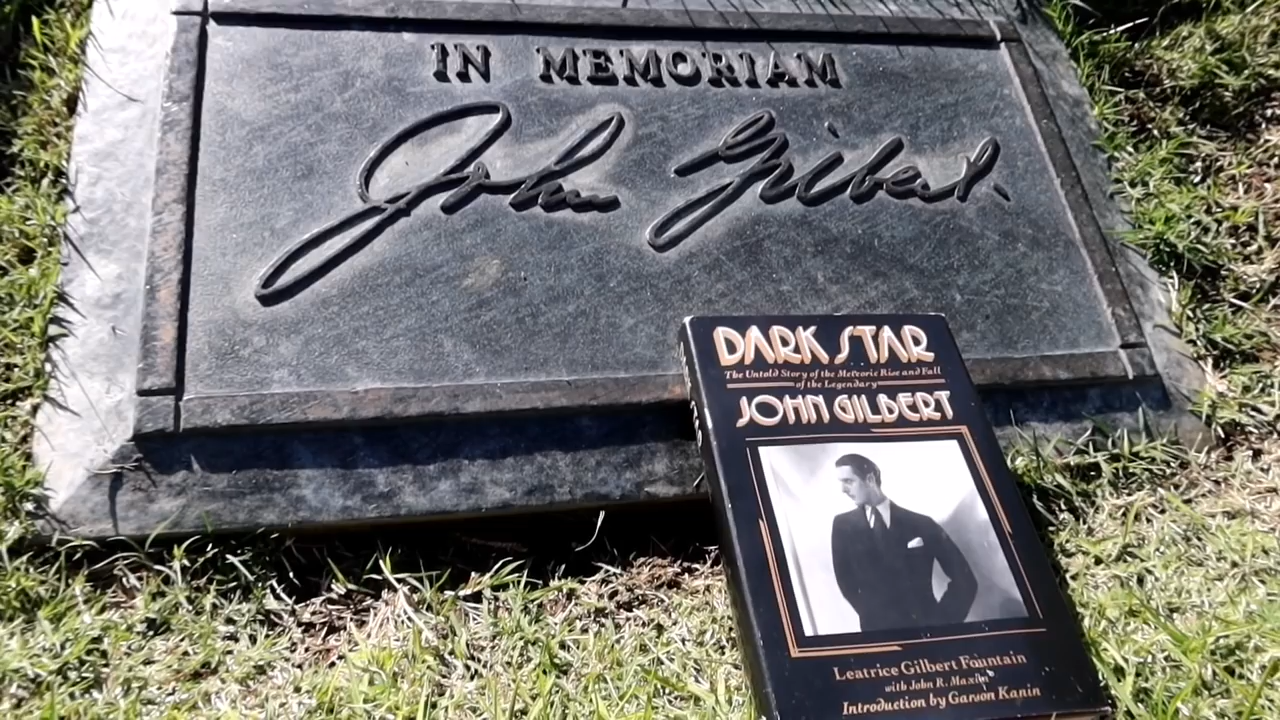 IN MEMORIAM
John Gilbert
DARK STAR
The Untold Story of the Meteoric Rise and Fall
of the Legendary
JOHN GILBERT
Leatrice Gilbert Fountain
with John R. Maxim
Introduction by Garson Kanin